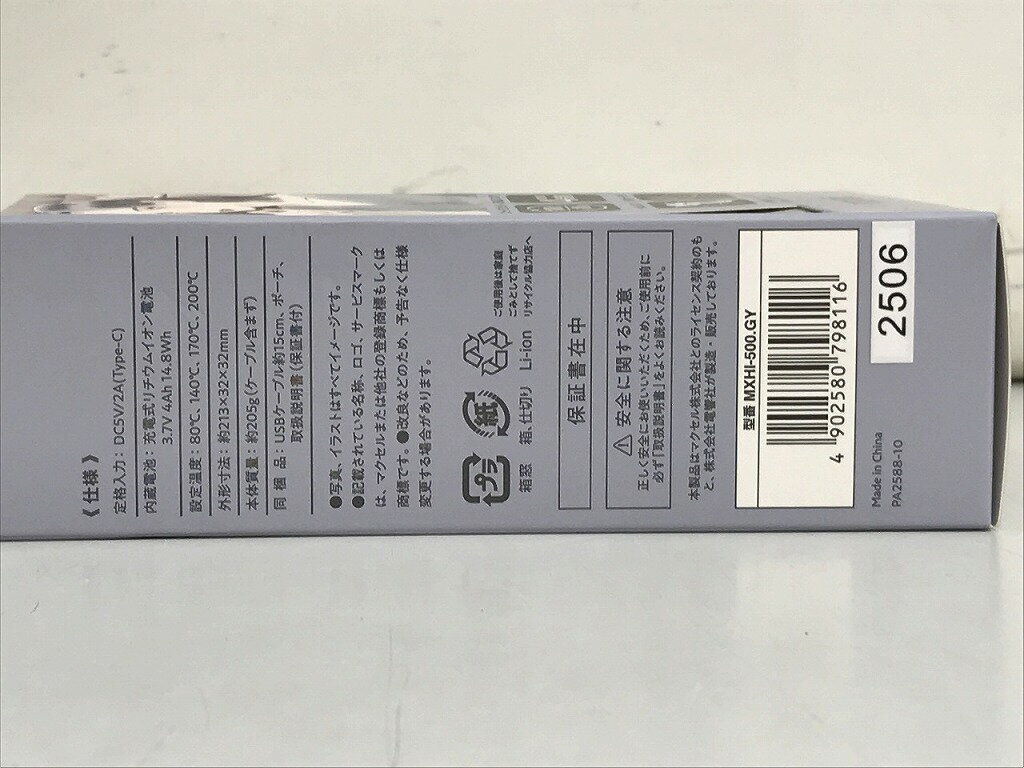 《仕様》
定格入力：DC5V/2A(Type-C)
内蔵電池：充電式リチウムイオン電池
3.7V 4Ah 14.8Wh
設定温度：80℃、140℃、170℃、200℃
外形寸法：約213×32×32mm
本体質量：約205g(ケーブル含まず)
同梱品：USBケーブル約15cm、ポーチ、
取扱説明書(保証書付)
●写真、イラストはすべてイメージです。
●記載されている名称、ロゴ、サービスマーク
は、マクセルまたは他社の登録商標もしくは
商標です。●改良などのため、予告なく仕様
変更する場合があります。
プラ
箱窓
紙
箱、仕切り
Li-ion
ご使用後は家庭
ごみとして捨てず
リサイクル協力店へ
保証書在中
⚠安全に関する注意
正しく安全にお使いいただくため、ご使用前に
必ず「取扱説明書」をよくお読みください。
本製品はマクセル株式会社とのライセンス契約のも
と、株式会社電響社が製造・販売しております。
型番 MXHI-500.GY
4 902580 798116
Made in China
PA2588-10
2506